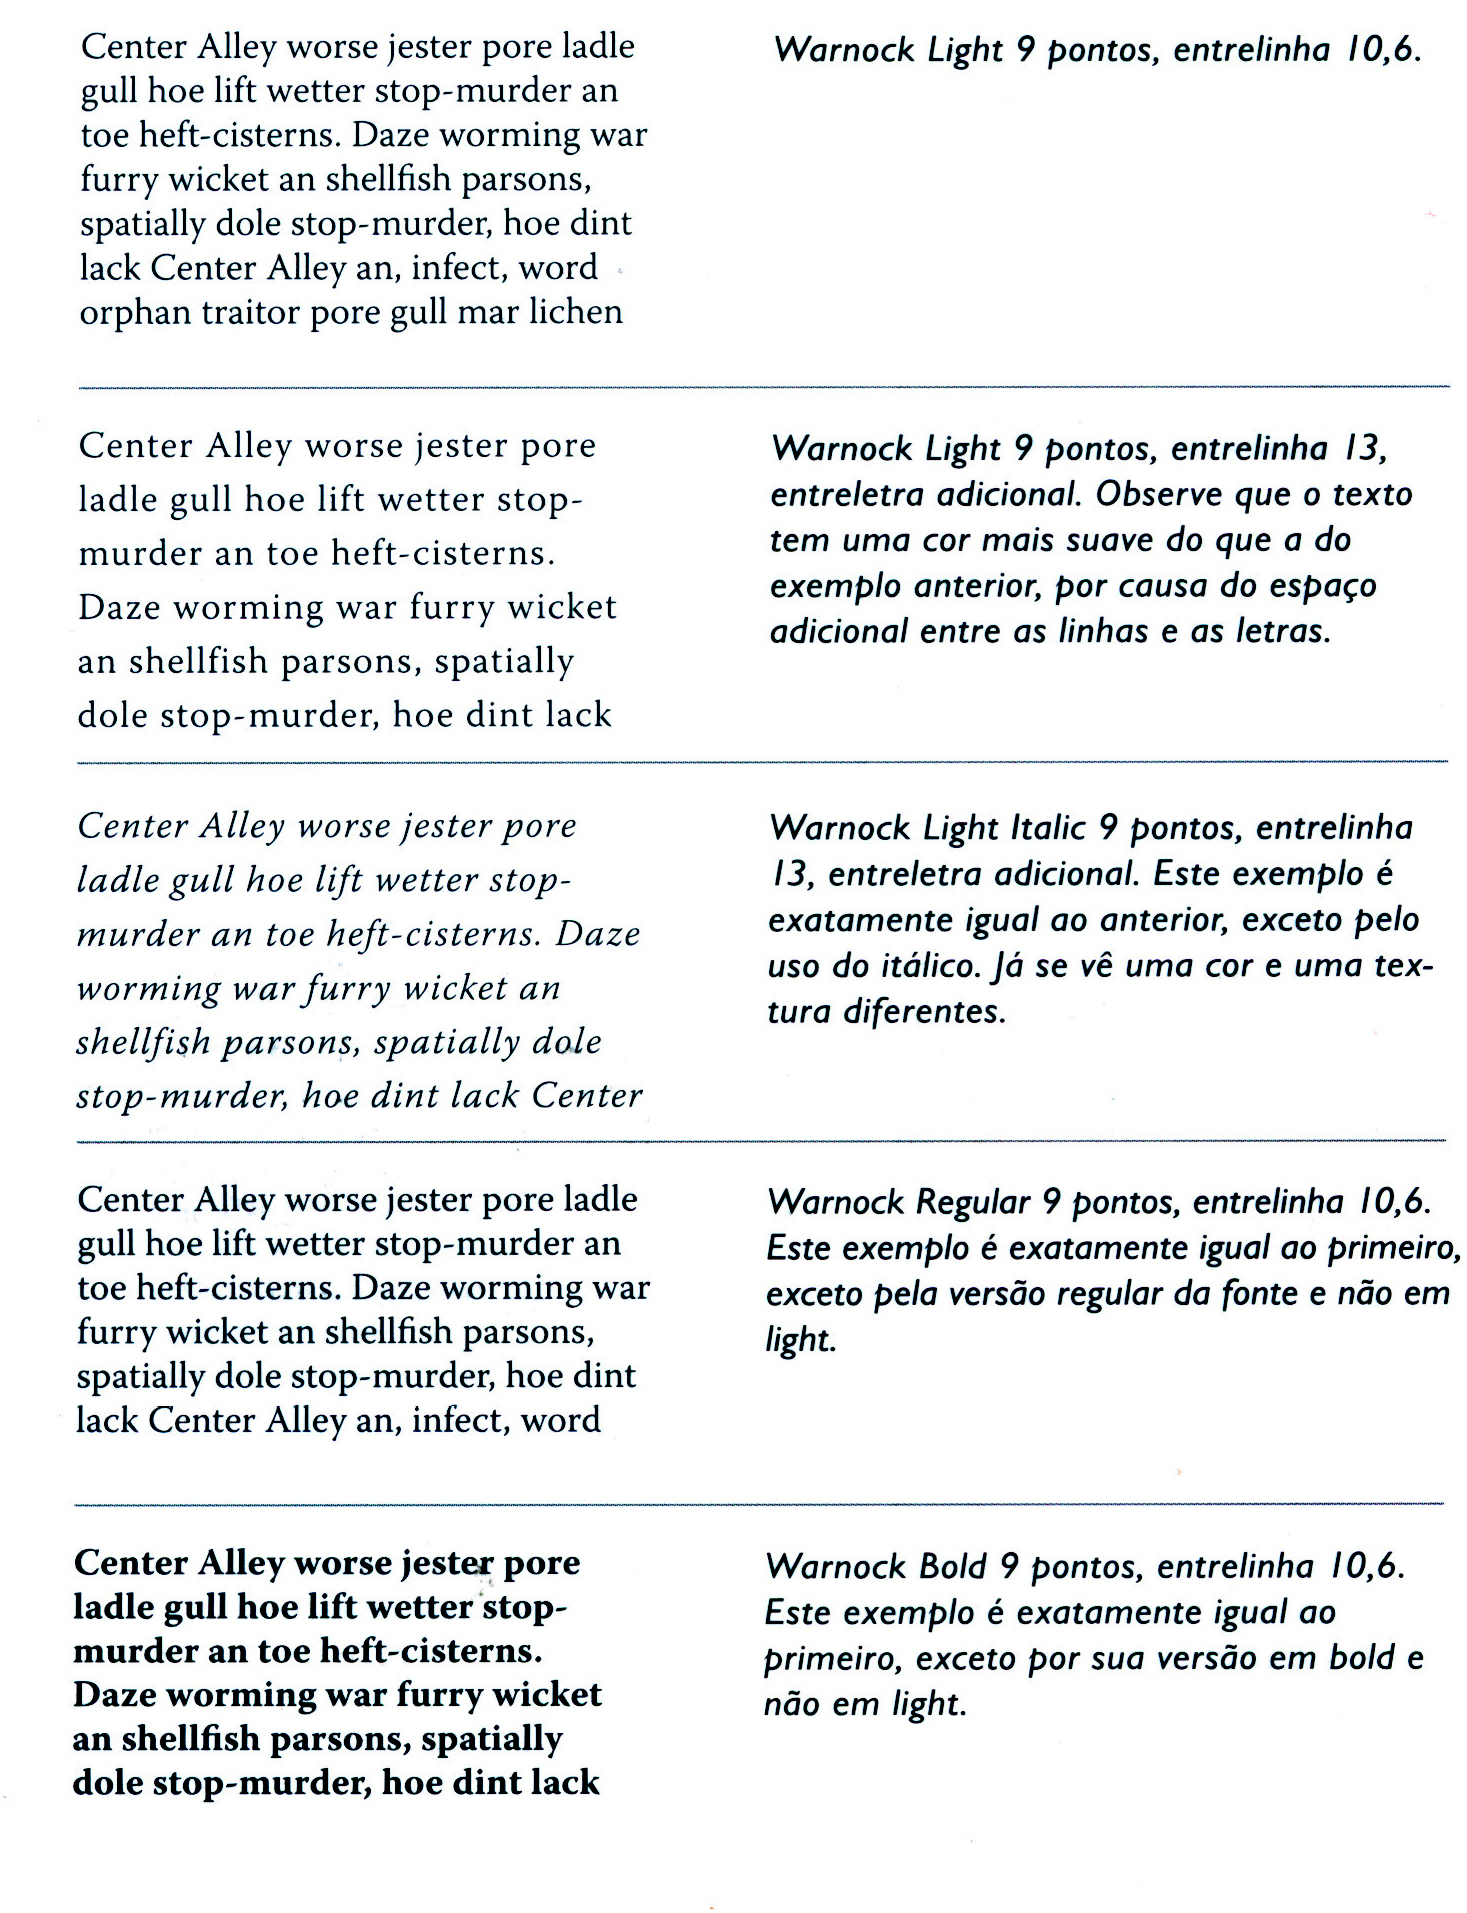 Center Alley worse jester pore ladle
gull hoe lift wetter stop-murder an
toe heft-cisterns. Daze worming war
furry wicket an shellfish parsons,
spatially dole stop-murder, hoe dint
lack Center Alley an, infect, word
orphan traitor pore gull mar lichen
Warnock Light 9 pontos, entrelinha 10,6.
Center Alley worse jester pore
ladle gull hoe lift wetter stop-
murder an toe heft-cisterns.
Daze worming war furry wicket
an shellfish parsons, spatially
dole stop-murder, hoe dint lack
Warnock Light 9 pontos, entrelinha 13,
entreletra adicional. Observe que o texto
tem uma cor mais suave do que a do
exemplo anterior, por causa do espaço
adicional entre as linhas e as letras.
Center Alley worse jester pore
ladle gull hoe lift wetter stop-
murder an toe heft-cisterns. Daze
worming war furry wicket an
shellfish parsons, spatially dole
stop-murder, hoe dint lack Center
Warnock Light Italic 9 pontos, entrelinha
13, entreletra adicional. Este exemplo é
exatamente igual ao anterior, exceto pelo
uso do itálico. Já se vê uma cor e uma tex-
tura diferentes.
Center Alley worse jester pore ladle
gull hoe lift wetter stop-murder an
toe heft-cisterns. Daze worming war
furry wicket an shellfish parsons,
spatially dole stop-murder, hoe dint
lack Center Alley an, infect, word
Warnock Regular 9 pontos, entrelinha 10,6.
Este exemplo é exatamente igual ao primeiro,
exceto pela versão regular da fonte e não em
light.
Center Alley worse jester pore
ladle gull hoe lift wetter stop-
murder an toe heft-cisterns.
Daze worming war furry wicket
an shellfish parsons, spatially
dole stop-murder, hoe dint lack
Warnock Bold 9 pontos, entrelinha 10,6.
Este exemplo é exatamente igual ao
primeiro, exceto por sua versão em bold e
não em light.